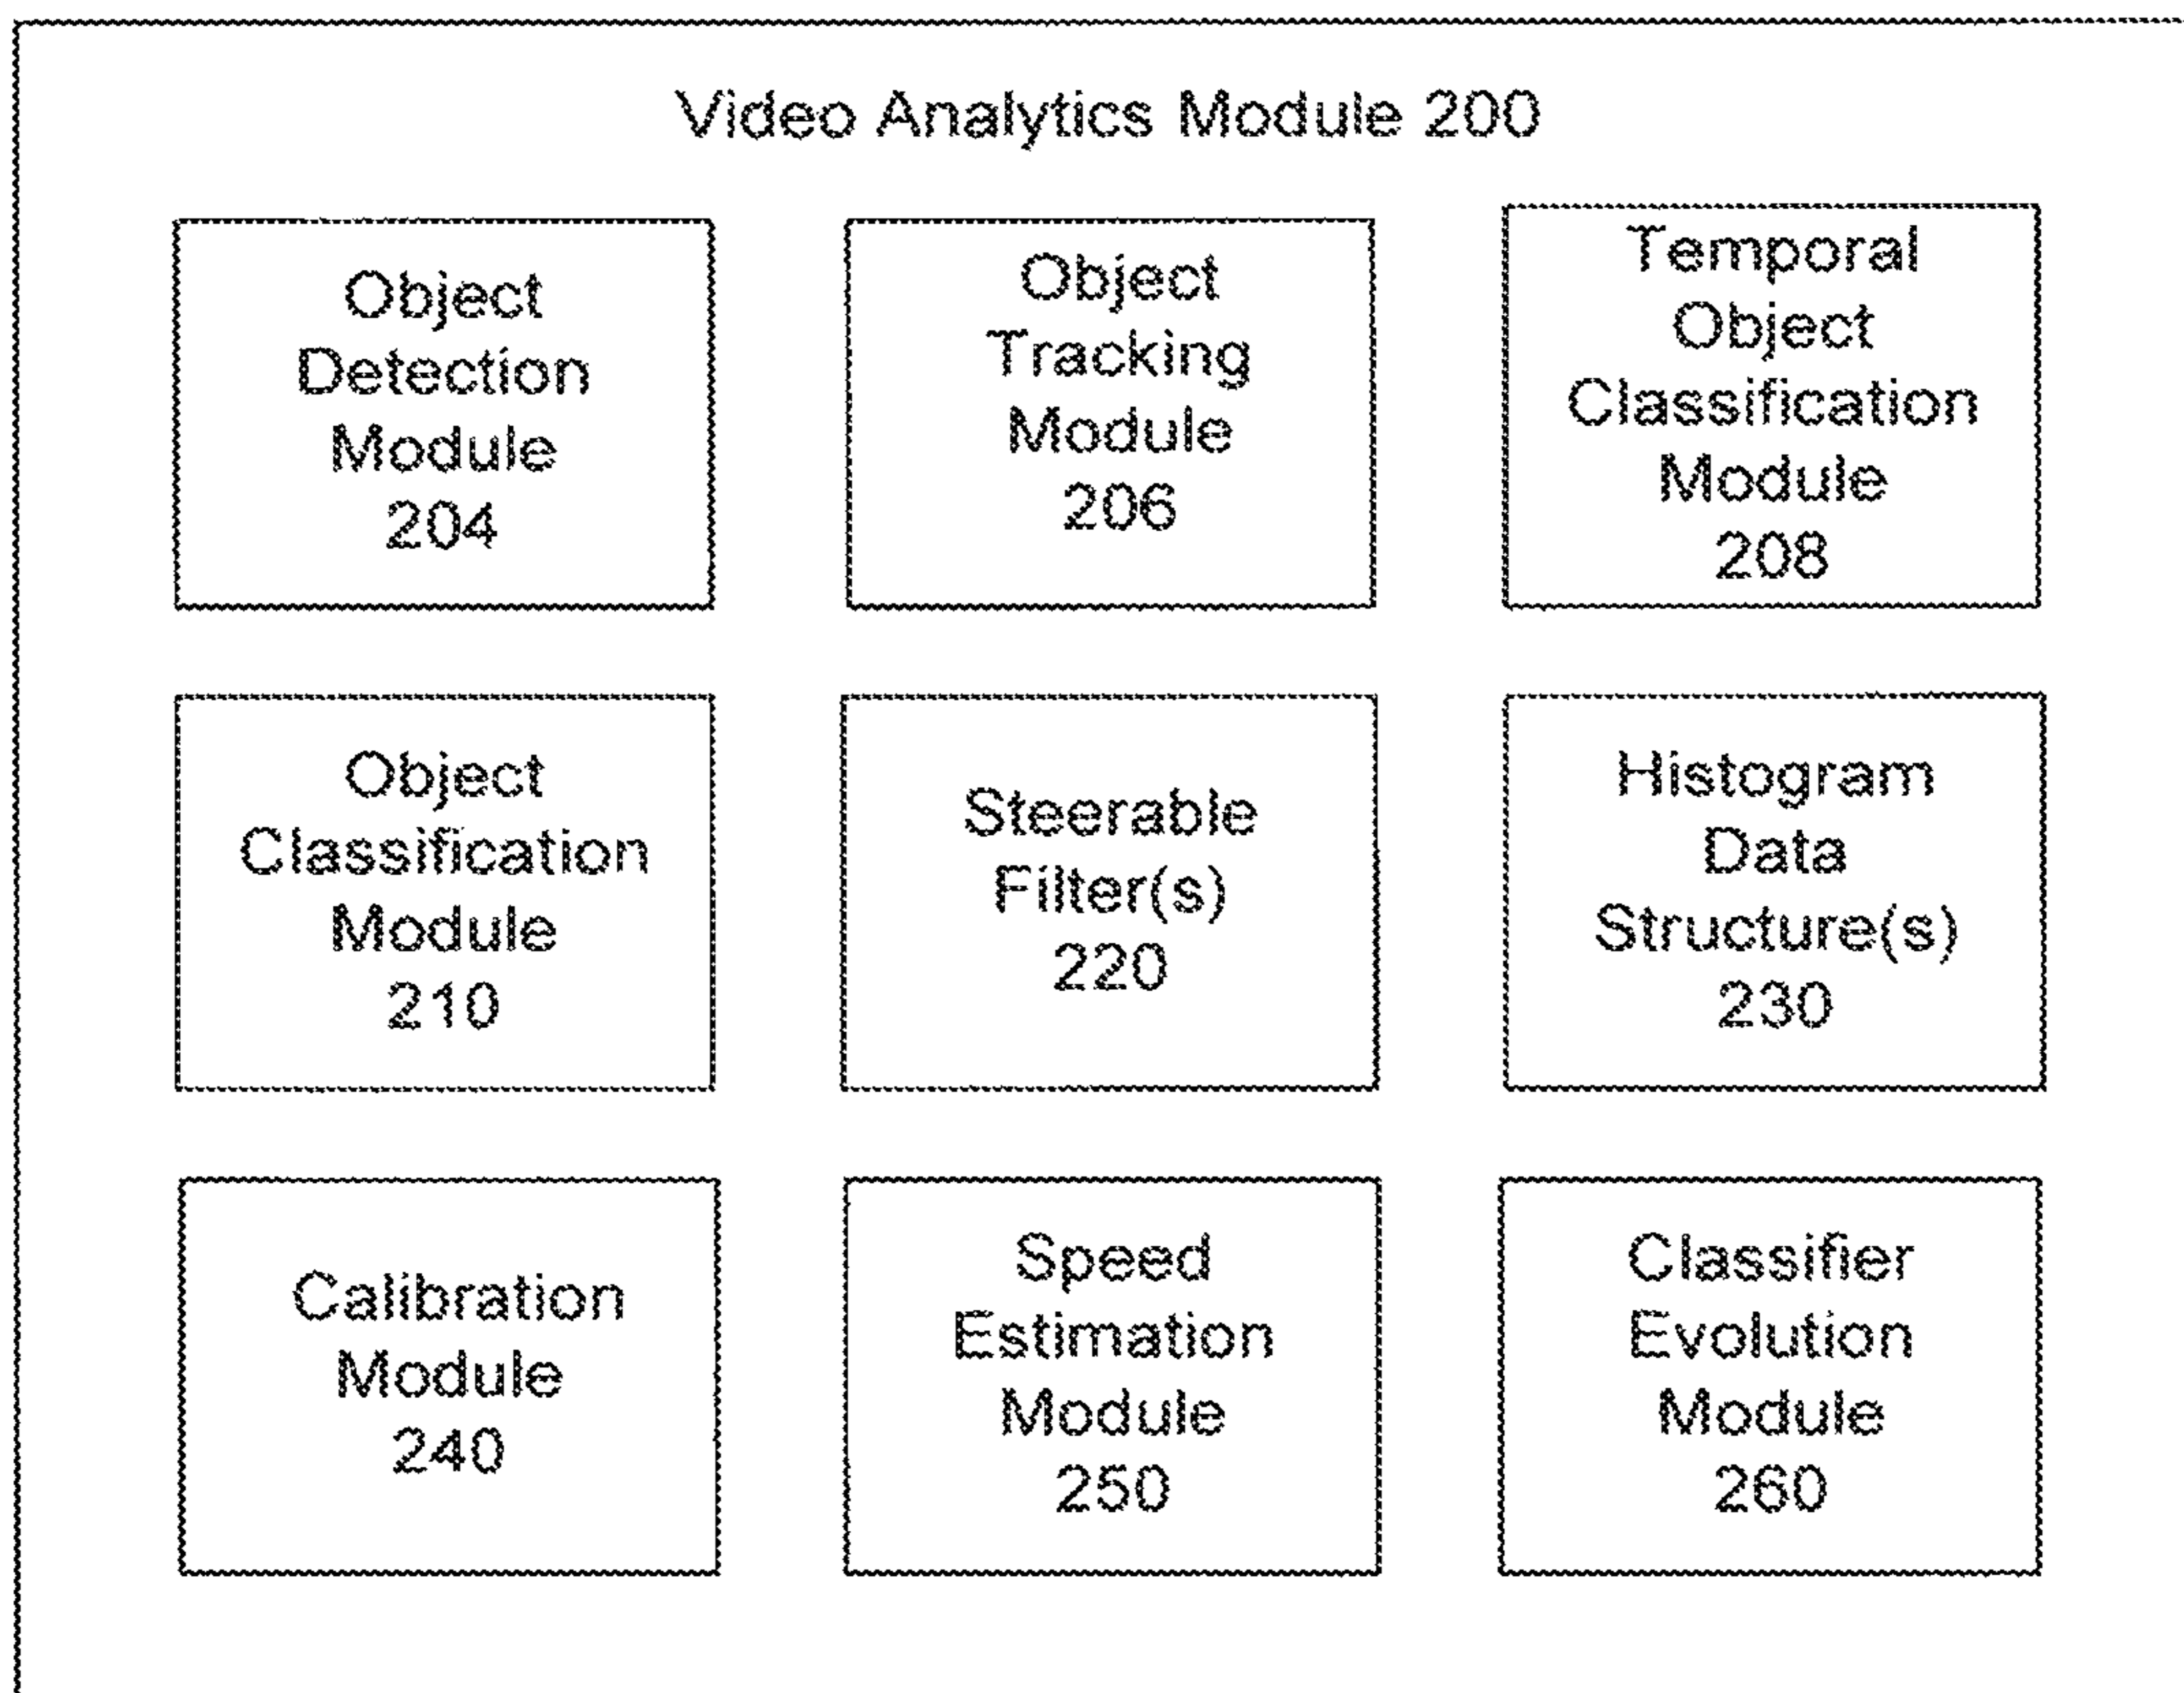 Video Analytics Module 200
Object
Detection
Module
204
Object
Tracking
Module
206
Temporal
Object
Classification
Module
208
Object
Classification
Module
210
Steerable
Filter(s)
220
Histogram
Data
Structure(s)
230
Calibration
Module
240
Speed
Estimation
Module
250
Classifier
Evolution
Module
260